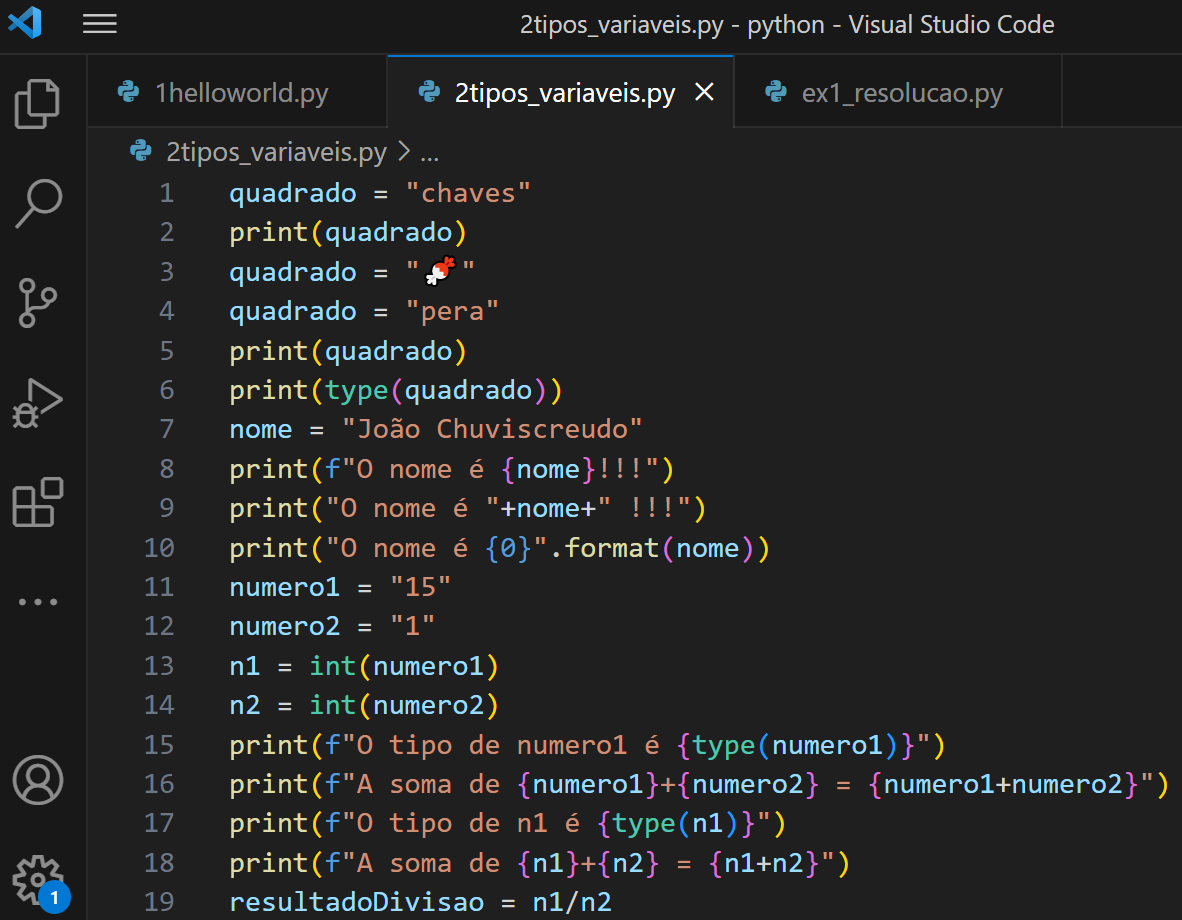 2tipos_variaveis.py - python - Visual Studio Code
1helloworld.py 2tipos_variaveis.py ex1_resolucao.py
2tipos_variaveis.py > ...
1 quadrado = "chaves"
2 print(quadrado)
3 quadrado = "🍬"
4 quadrado = "pera"
5 print(quadrado)
6 print(type(quadrado))
7 nome = "João Chuviscreudo"
8 print(f"O nome é {nome}!!!")
9 print("O nome é "+nome+" !!!")
10 print("O nome é {0}".format(nome))
11 numero1 = "15"
12 numero2 = "1"
13 n1 = int(numero1)
14 n2 = int(numero2)
15 print(f"O tipo de numero1 é {type(numero1)}")
16 print(f"A soma de {numero1}+{numero2} = {numero1+numero2}")
17 print(f"O tipo de n1 é {type(n1)}")
18 print(f"A soma de {n1}+{n2} = {n1+n2}")
19 resultadoDivisao = n1/n2
1